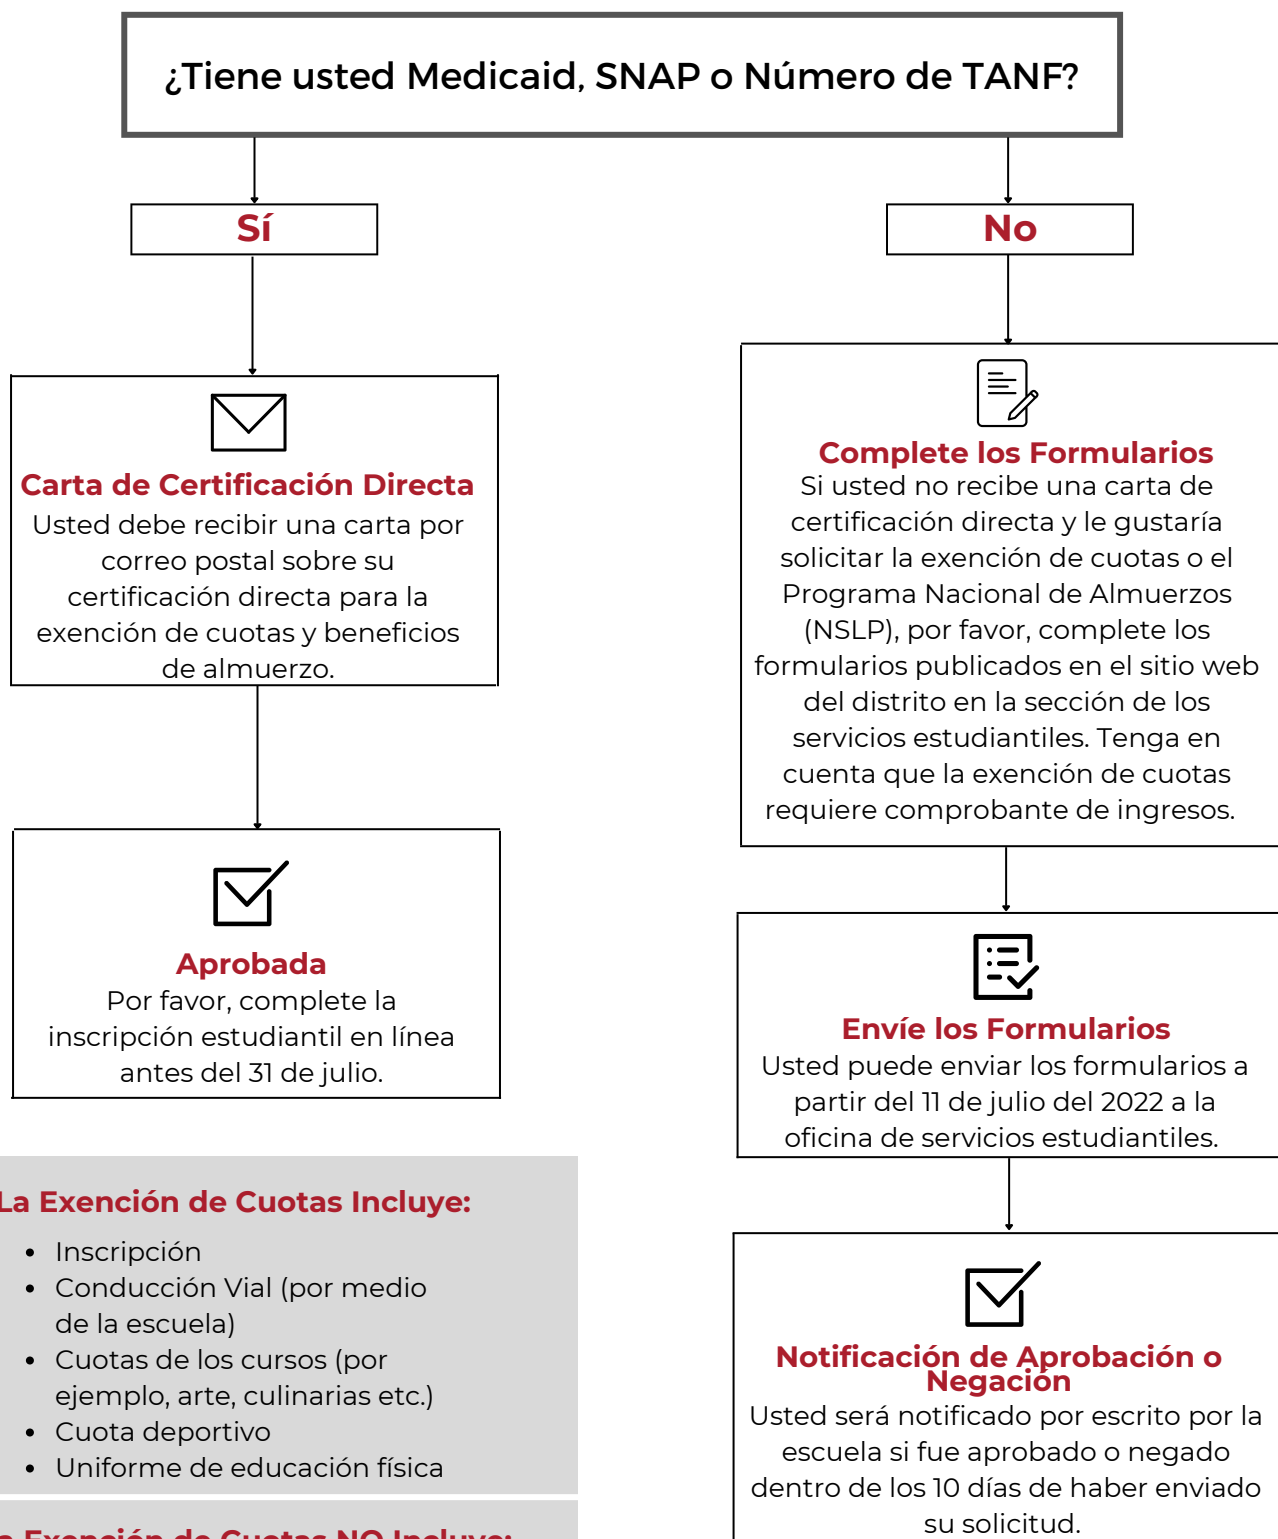 ¿Tiene usted Medicaid, SNAP o Número de TANF?
Sí
No
Carta de Certificación Directa
Usted debe recibir una carta por
correo postal sobre su
certificación directa para la
exención de cuotas y beneficios
de almuerzo.
Aprobada
Por favor, complete la
inscripción estudiantil en línea
antes del 31 de julio.
Complete los Formularios
Si usted no recibe una carta de
certificación directa y le gustaría
solicitar la exención de cuotas o el
Programa Nacional de Almuerzos
(NSLP), por favor, complete los
formularios publicados en el sitio web
del distrito en la sección de los
servicios estudiantiles. Tenga en
cuenta que la exención de cuotas
requiere comprobante de ingresos.
Envíe los Formularios
Usted puede enviar los formularios a
partir del 11 de julio del 2022 a la
oficina de servicios estudiantiles.
Notificación de Aprobación o
Negación
Usted será notificado por escrito por la
escuela si fue aprobado o negado
dentro de los 10 días de haber enviado
su solicitud.
La Exención de Cuotas Incluye:
• Inscripción
• Conducción Vial (por medio
de la escuela)
• Cuotas de los cursos (por
ejemplo, arte, culinarias etc.)
• Cuota deportivo
• Uniforme de educación física
La Exención de Cuotas NO Incluye: